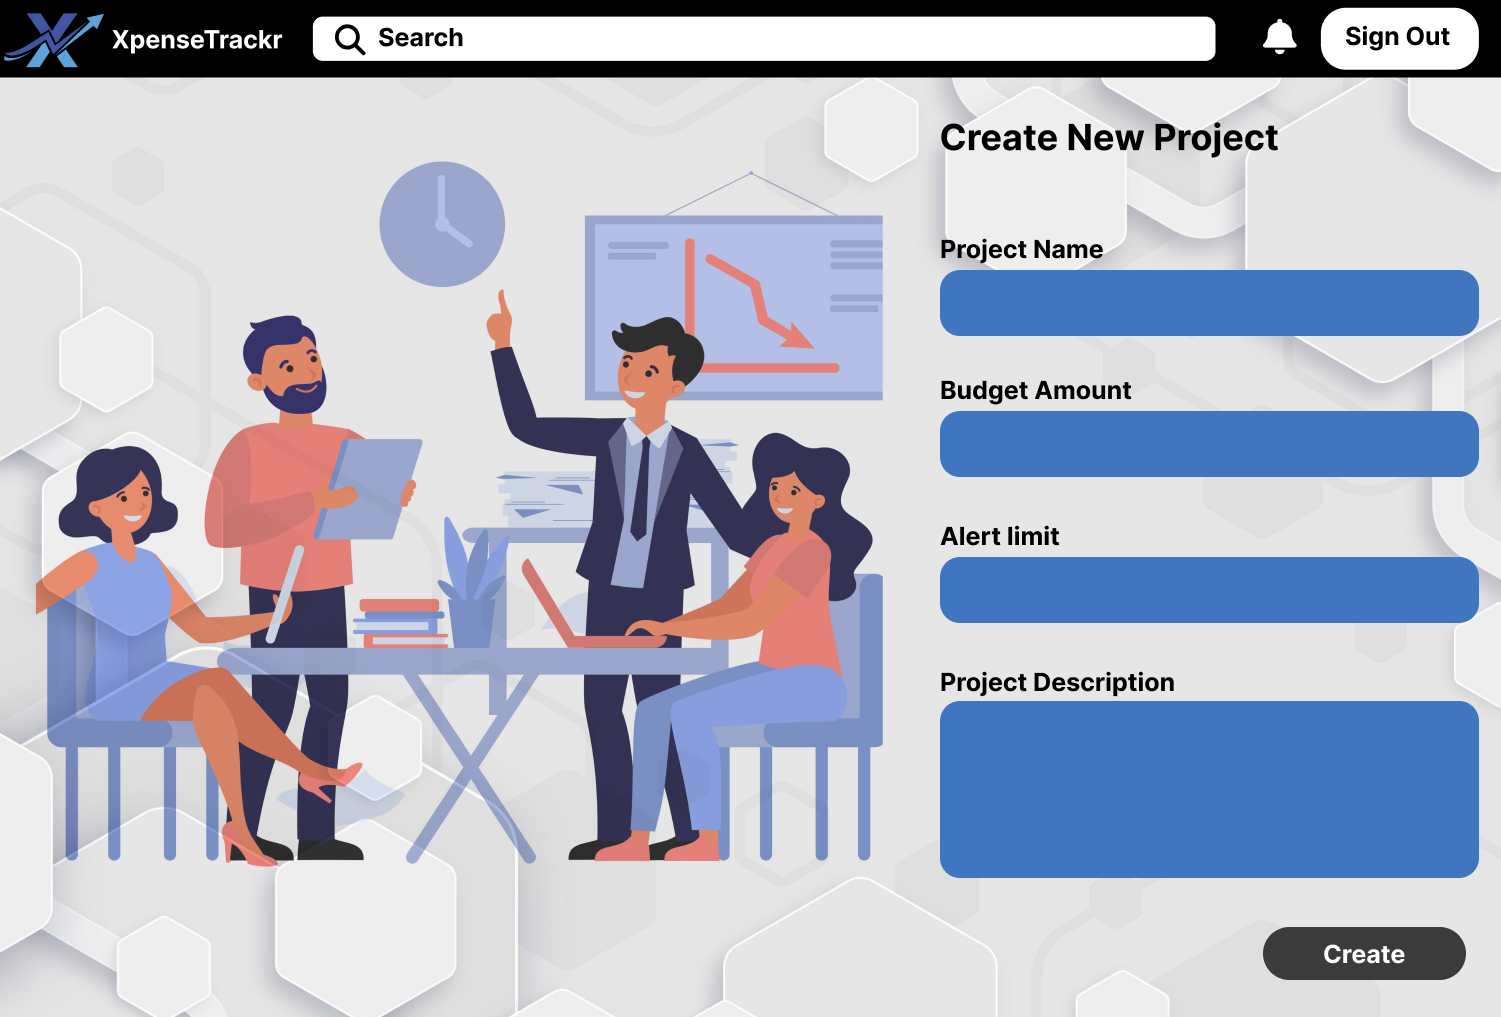 XpenseTrackr
Search
Sign Out
Create New Project
Project Name
Budget Amount
Alert limit
Project Description
Create